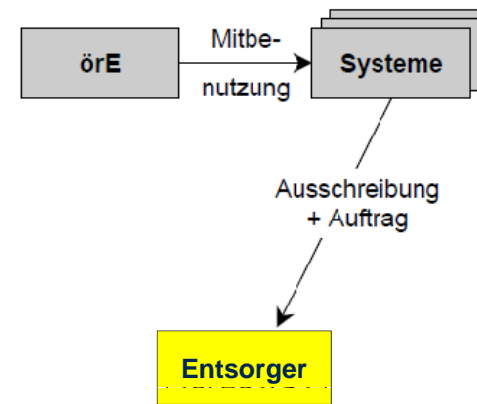 örE
Mitbe-
nutzung
Systeme
Ausschreibung
+ Auftrag
Entsorger